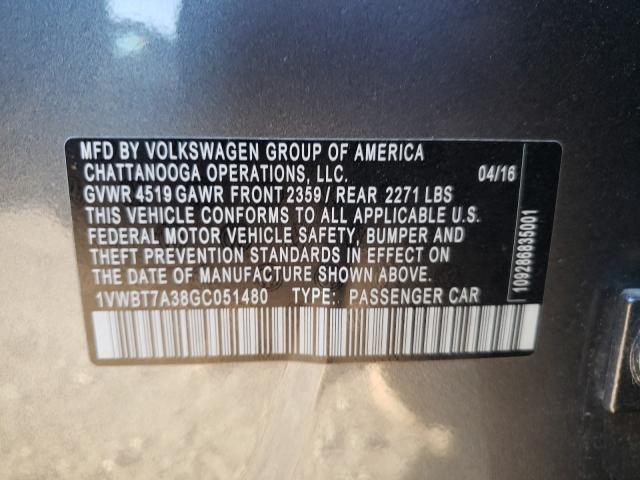 MFD BY VOLKSWAGEN GROUP OF AMERICA
CHATTANOOGA OPERATIONS, LLC. 04/16
GVWR 4519 GAWR FRONT 2359 / REAR 2271 LBS
THIS VEHICLE CONFORMS TO ALL APPLICABLE U.S.
FEDERAL MOTOR VEHICLE SAFETY, BUMPER AND
THEFT PREVENTION STANDARDS IN EFFECT ON
THE DATE OF MANUFACTURE SHOWN ABOVE.
1VWBT7A38GC051480 TYPE: PASSENGER CAR
109286835001